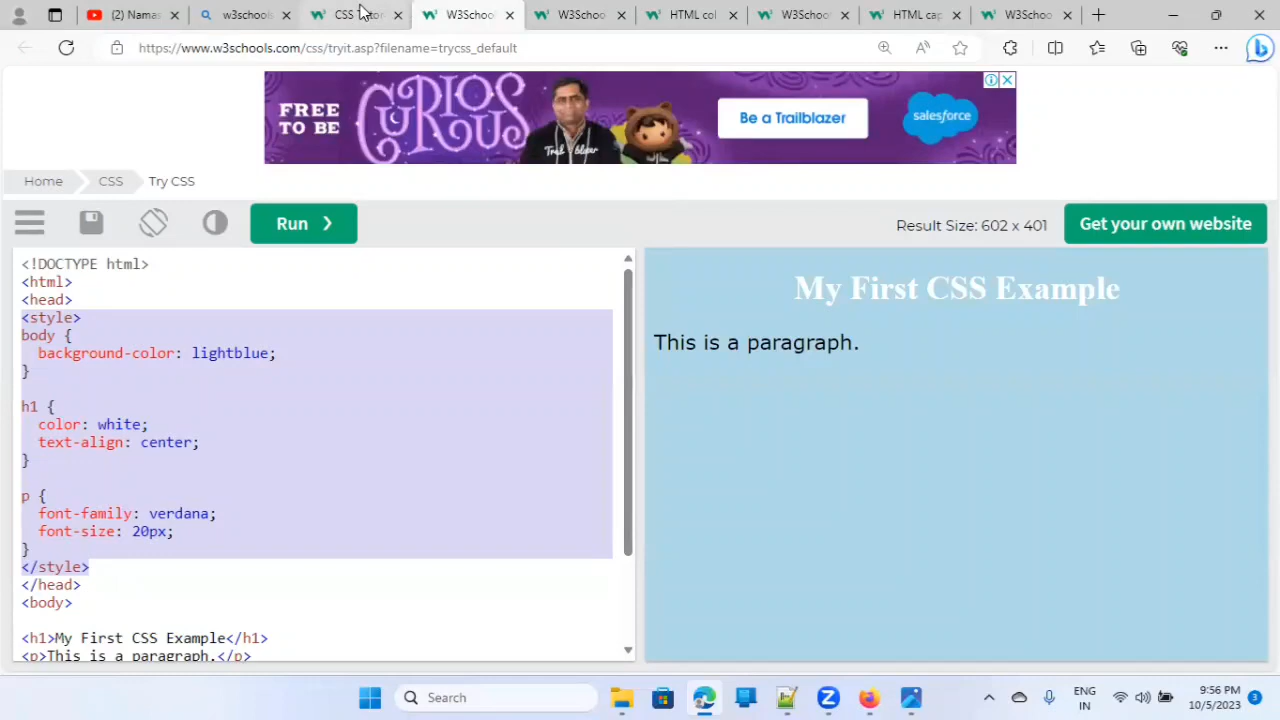 (2) Namas
w3schools
CSS
W3Schoo
W3Schoo
HTML col
W3Schoo
HTML cap
W3Schoo
https://www.w3schools.com/css/tryit.asp?filename=trycss_default
FREE TO BE
CURIOUS
Be a Trailblazer
salesforce
Home
CSS
Try CSS
Run ❯
Result Size: 602 x 401
Get your own website
<!DOCTYPE html>
<html>
<head>
<style>
body {
  background-color: lightblue;
}
h1 {
  color: white;
  text-align: center;
}
p {
  font-family: verdana;
  font-size: 20px;
}
</style>
</head>
<body>
<h1>My First CSS Example</h1>
<p>This is a paragraph.</p>
My First CSS Example
This is a paragraph.
Search
ENG
IN
9:56 PM
10/5/2023
3